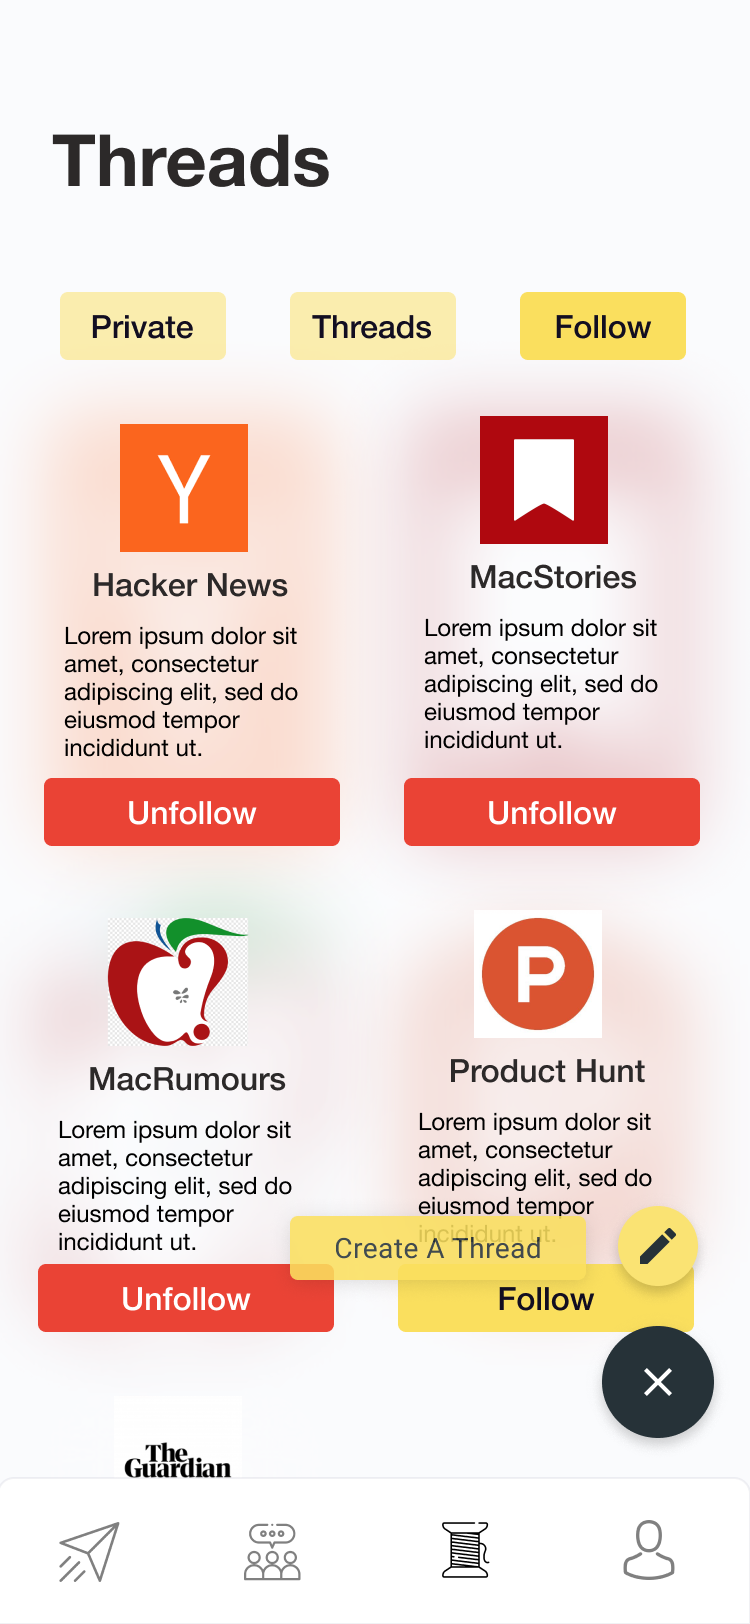 Threads
Private
Threads
Follow
Y
Hacker News
Lorem ipsum dolor sit
amet, consectetur
adipiscing elit, sed do
eiusmod tempor
incididunt ut.
Unfollow
MacStories
Lorem ipsum dolor sit
amet, consectetur
adipiscing elit, sed do
eiusmod tempor
incididunt ut.
Unfollow
MacRumours
Lorem ipsum dolor sit
amet, consectetur
adipiscing elit, sed do
eiusmod tempor
incididunt ut.
Unfollow
P
Product Hunt
Lorem ipsum dolor sit
amet, consectetur
adipiscing elit, sed do
eiusmod tempor
incididunt ut.
Create A Thread
Follow
The
Guardian